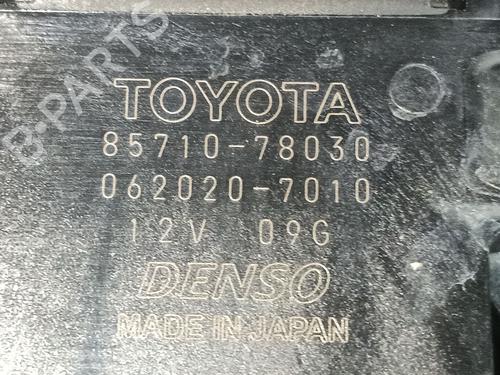 B-PARTS
TOYOTA
85710-78030
062020-7010
12V 09G
DENSO
MADE IN JAPAN